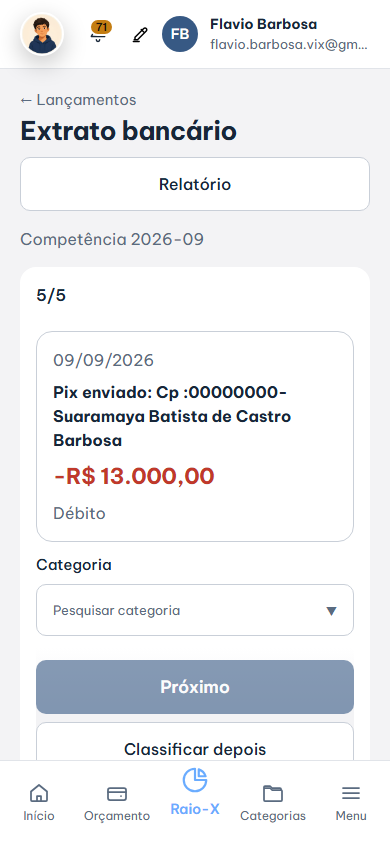 71
FB
Flavio Barbosa
flavio.barbosa.vix@gm...
← Lançamentos
Extrato bancário
Relatório
Competência 2026-09
5/5
09/09/2026
Pix enviado: Cp :00000000-
Suaramaya Batista de Castro
Barbosa
-R$ 13.000,00
Débito
Categoria
Pesquisar categoria
Próximo
Classificar depois
Início
Orçamento
Raio-X
Categorias
Menu